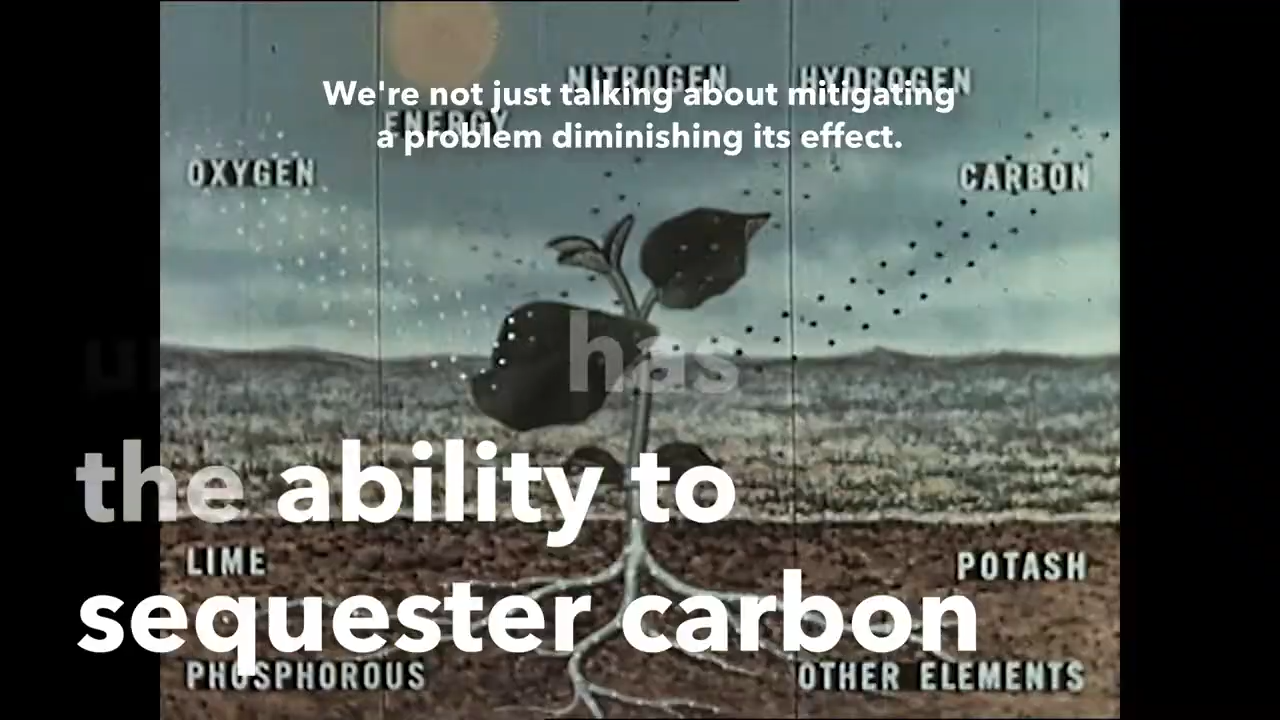 NITROGEN HYDROGEN
We're not just talking about mitigating
ENERGY
a problem diminishing its effect.
OXYGEN CARBON
has
the ability to
LIME POTASH
sequester carbon
PHOSPHOROUS OTHER ELEMENTS